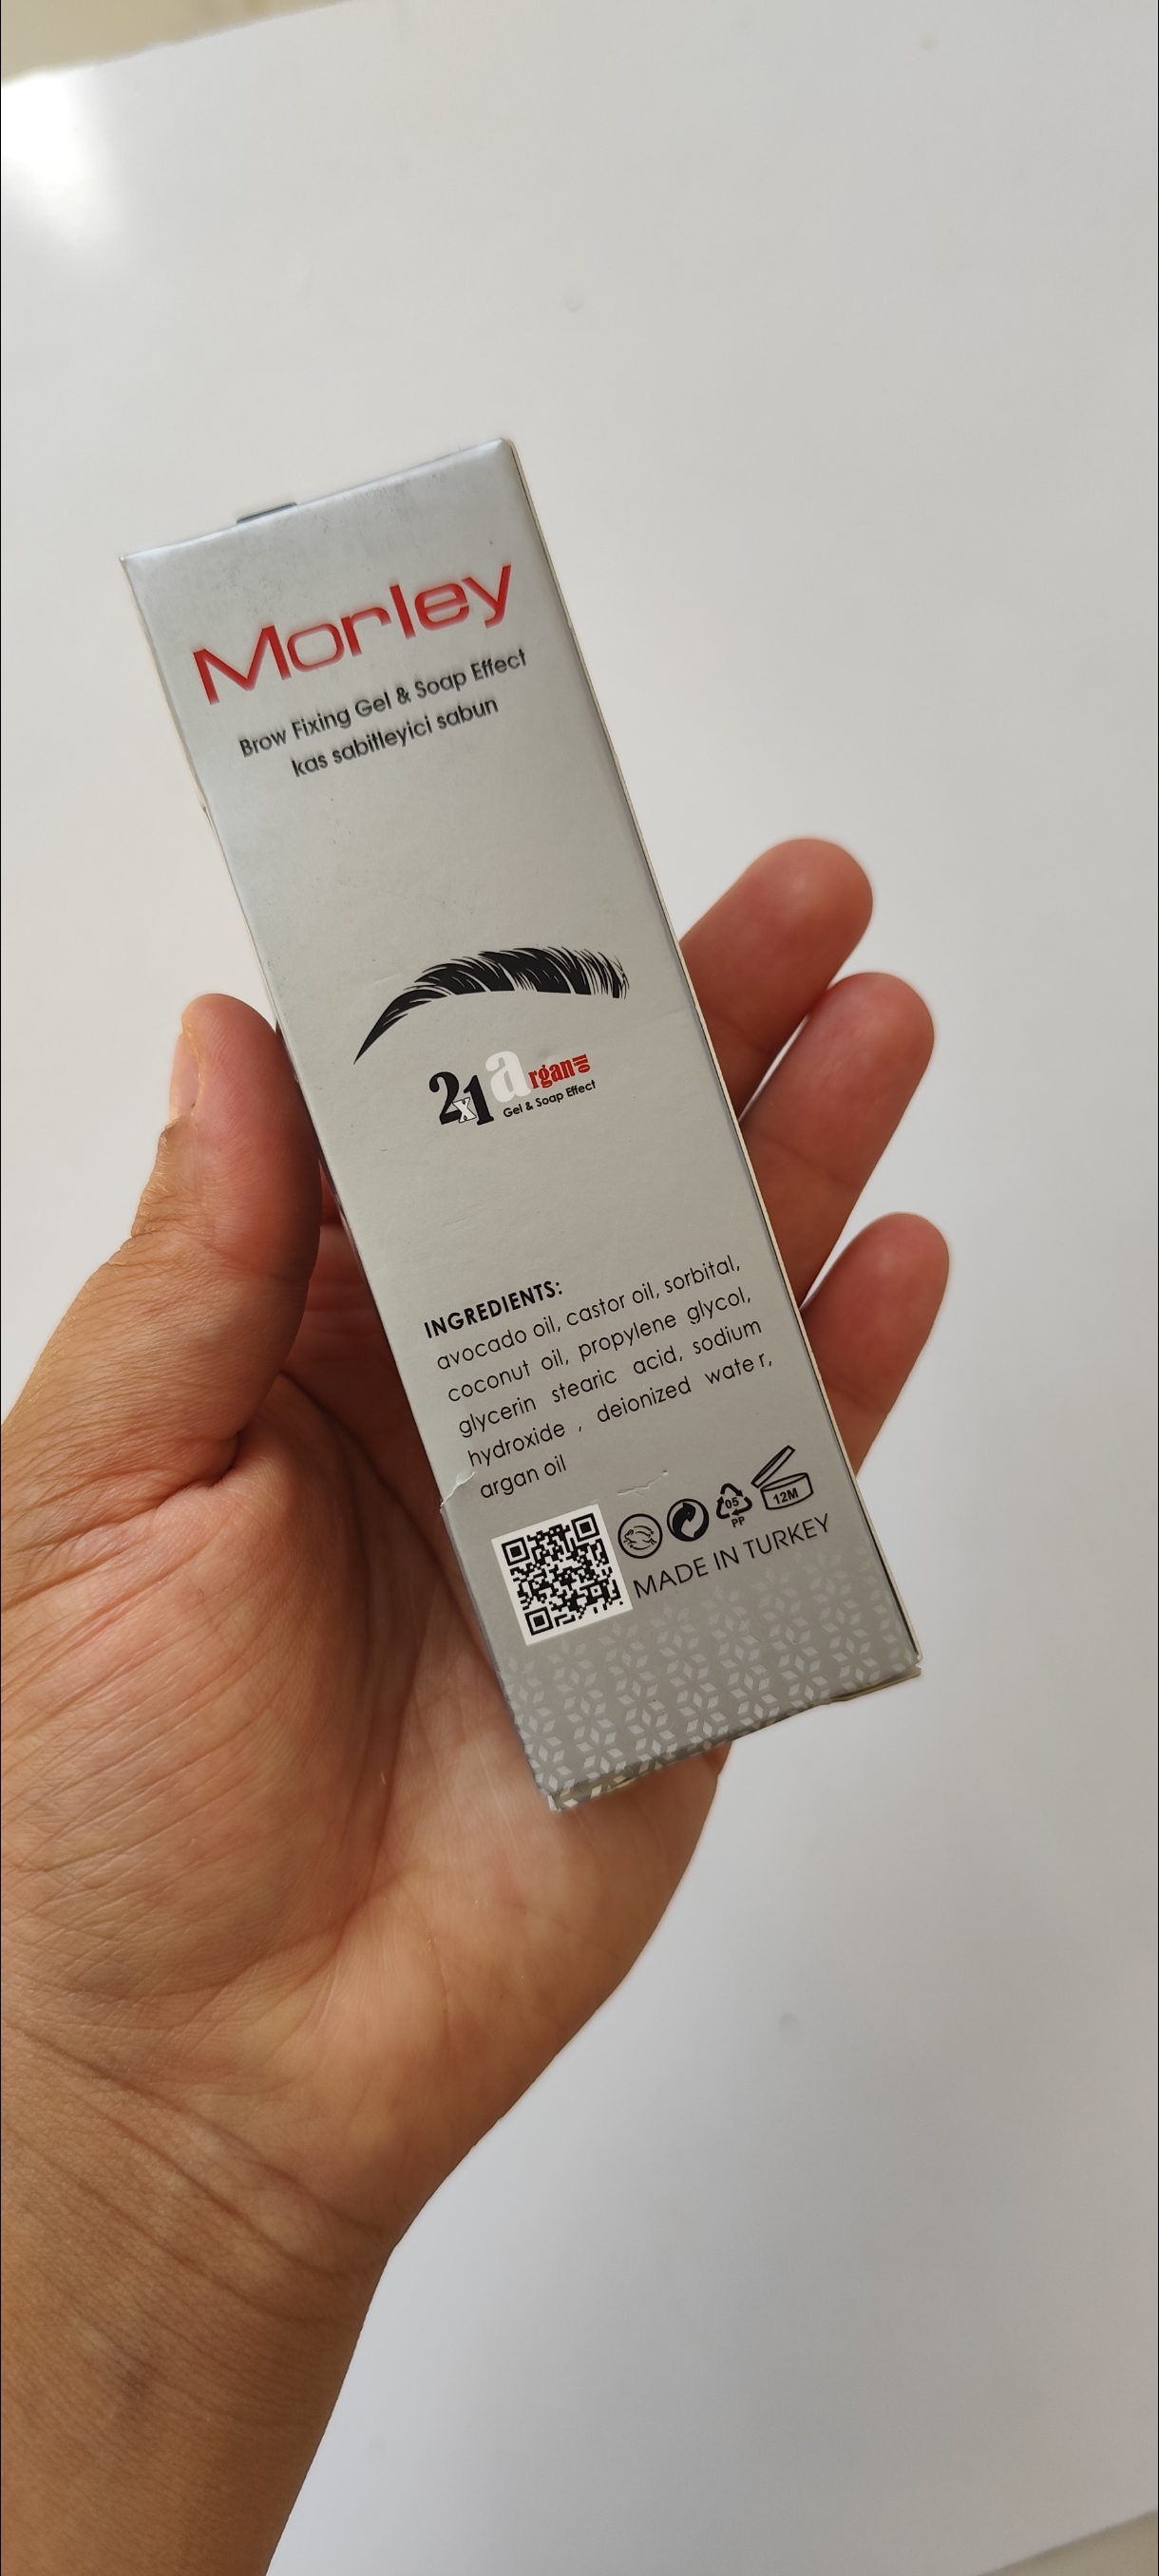 Morley
Brow Fixing Gel & Soap Effect
kas sabitleyici sabun
2x1 argan oil
Gel & Soap Effect
INGREDIENTS:
avocado oil, castor oil, sorbital,
coconut oil, propylene glycol,
glycerin stearic acid, sodium
hydroxide , deionized wate r,
argan oil
05
PP
12M
MADE IN TURKEY